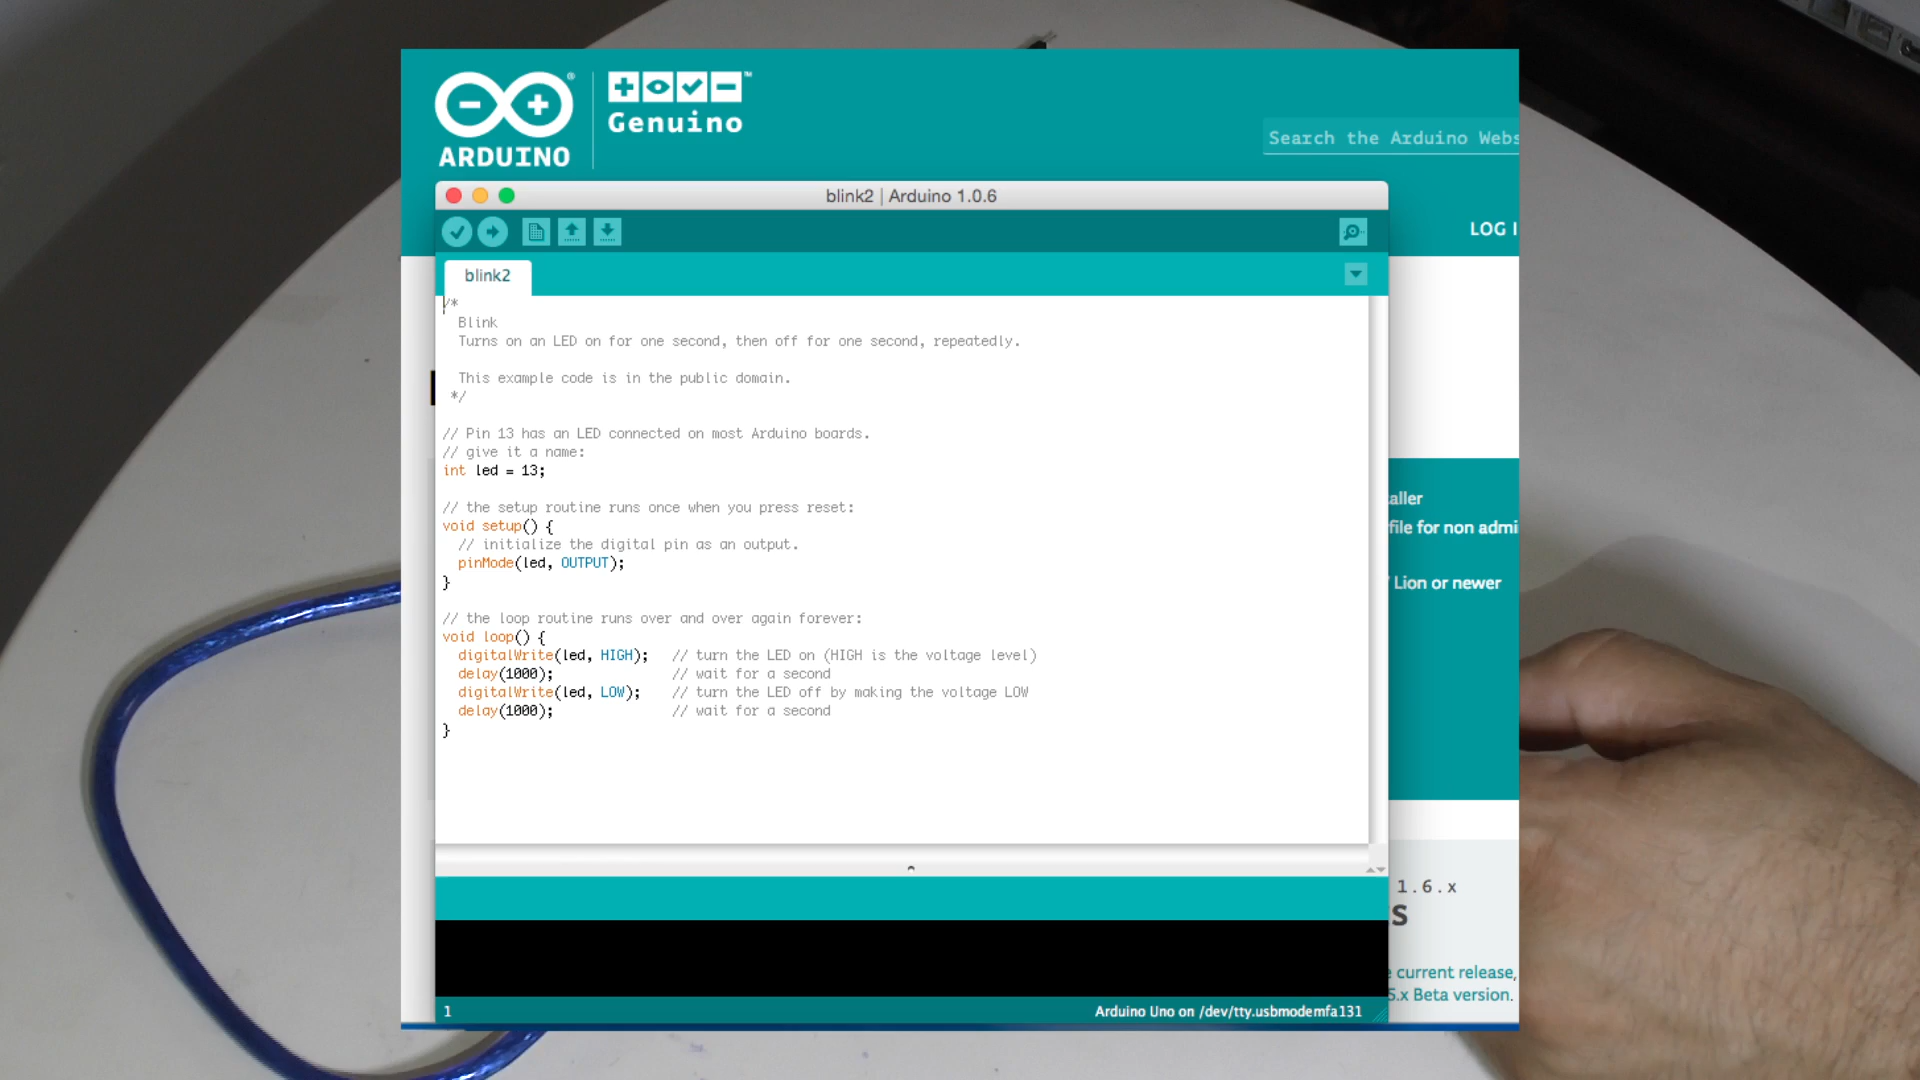 ARDUINO
Genuino
Search the Arduino Webs
LOG I
blink2 | Arduino 1.0.6
blink2
/*
Blink
Turns on an LED on for one second, then off for one second, repeatedly.
This example code is in the public domain.
*/
// Pin 13 has an LED connected on most Arduino boards.
// give it a name:
int led = 13;
// the setup routine runs once when you press reset:
void setup() {
// initialize the digital pin as an output.
pinMode(led, OUTPUT);
}
// the loop routine runs over and over again forever:
void loop() {
digitalWrite(led, HIGH);   // turn the LED on (HIGH is the voltage level)
delay(1000);               // wait for a second
digitalWrite(led, LOW);    // turn the LED off by making the voltage LOW
delay(1000);               // wait for a second
}
aller
file for non admi
Lion or newer
1.6.x
S
current release,
5.x Beta version.
1
Arduino Uno on /dev/tty.usbmodemfa131